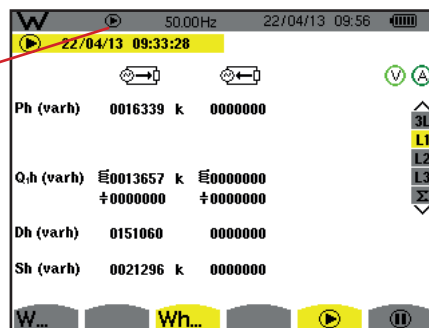 W 50.00Hz 22/04/13 09:56
22/04/13 09:33:28
V A
Ph (varh) 0016339 k 0000000
3L
L1
Q₁h (varh) 0013657 k 0000000
L2
÷0000000 ÷0000000
L3
Σ
Dh (varh) 0151060 0000000
Sh (varh) 0021296 k 0000000
W... Wh...